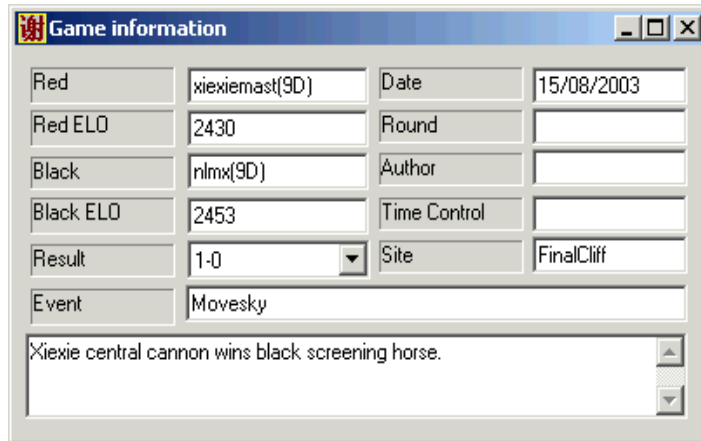 谢 Game information
Red xiexiemast(9D) Date 15/08/2003
Red ELO 2430 Round
Black nlmx(9D) Author
Black ELO 2453 Time Control
Result 1-0 Site FinalCliff
Event Movesky
Xiexie central cannon wins black screening horse.